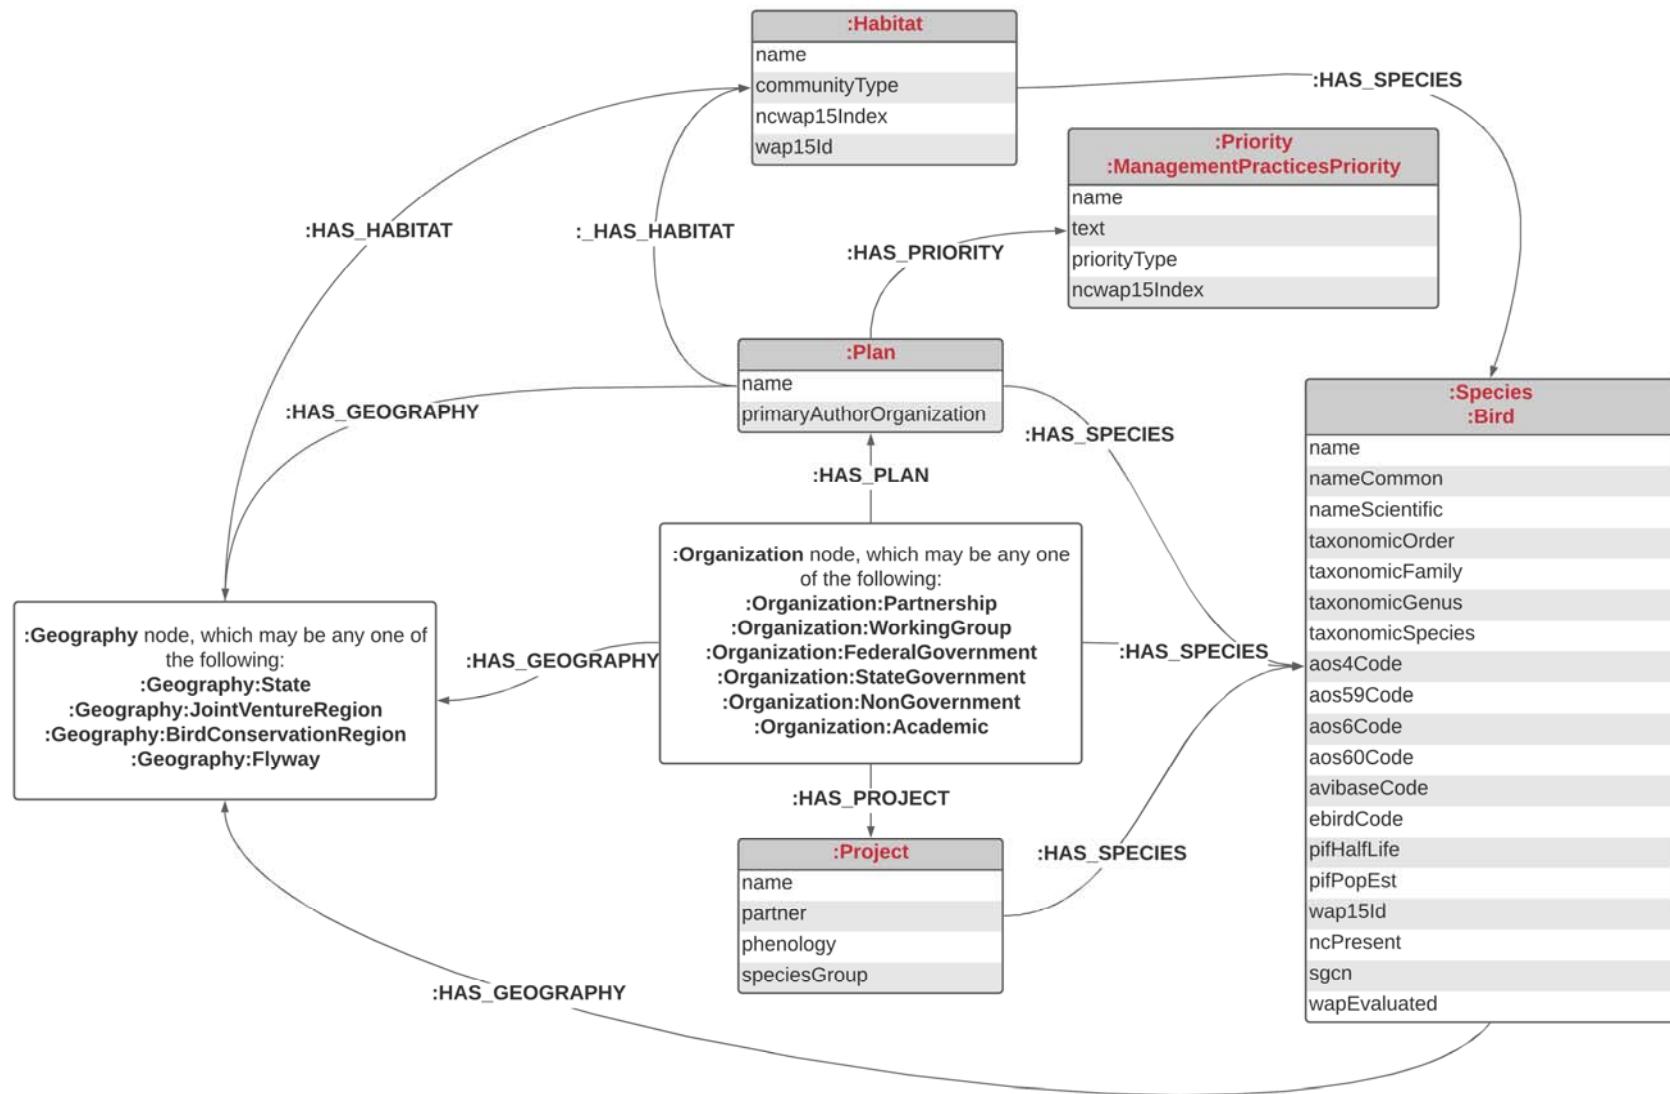 :Habitat
name
communityType
ncwap15Index
wap15Id
:HAS_SPECIES
:Priority
:ManagementPracticesPriority
name
text
priorityType
ncwap15Index
:HAS_HABITAT
:_HAS_HABITAT
:HAS_PRIORITY
:Plan
name
primaryAuthorOrganization
:HAS_GEOGRAPHY
:HAS_SPECIES
:HAS_PLAN
:Species
:Bird
name
nameCommon
nameScientific
taxonomicOrder
taxonomicFamily
taxonomicGenus
taxonomicSpecies
aos4Code
aos59Code
aos6Code
aos60Code
avibaseCode
ebirdCode
pifHalfLife
pifPopEst
wap15Id
ncPresent
sgcn
wapEvaluated
:Organization node, which may be any one
of the following:
:Organization:Partnership
:Organization:WorkingGroup
:Organization:FederalGovernment
:Organization:StateGovernment
:Organization:NonGovernment
:Organization:Academic
:Geography node, which may be any one of
the following:
:Geography:State
:Geography:JointVentureRegion
:Geography:BirdConservationRegion
:Geography:Flyway
:HAS_GEOGRAPHY
:HAS_SPECIES
:HAS_PROJECT
:Project
name
partner
phenology
speciesGroup
:HAS_SPECIES
:HAS_GEOGRAPHY